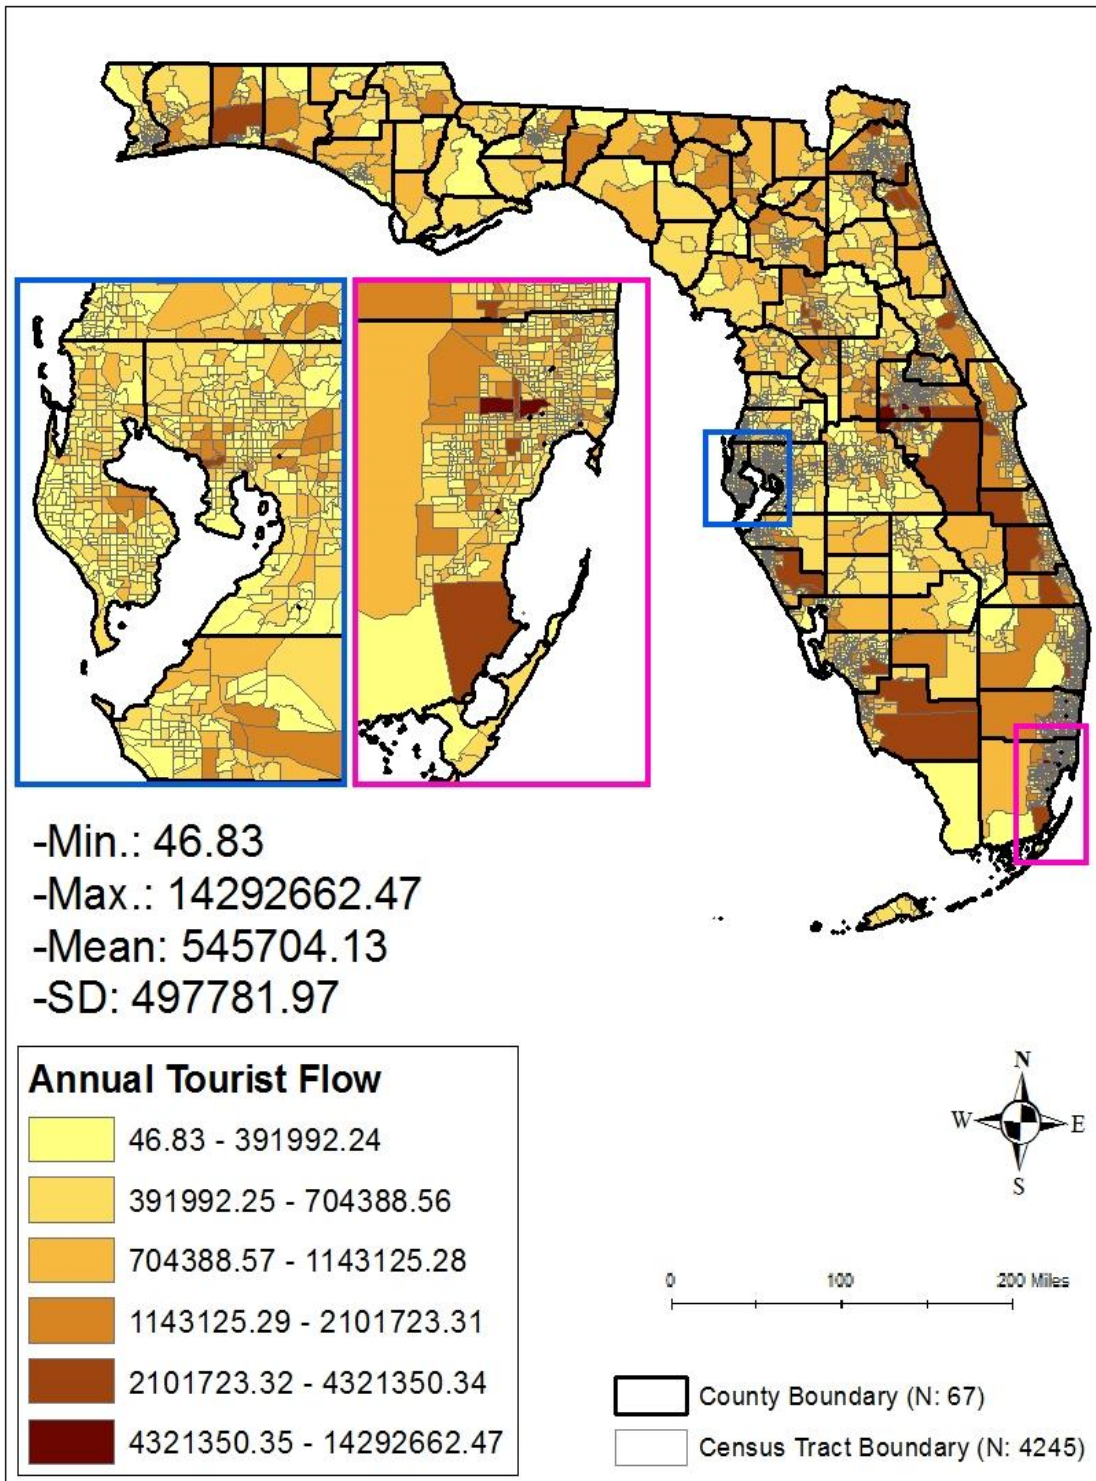 -Min.: 46.83
-Max.: 14292662.47
-Mean: 545704.13
-SD: 497781.97
Annual Tourist Flow
46.83 - 391992.24
391992.25 - 704388.56
704388.57 - 1143125.28
1143125.29 - 2101723.31
2101723.32 - 4321350.34
4321350.35 - 14292662.47
N
W E
S
0 100 200 Miles
County Boundary (N: 67)
Census Tract Boundary (N: 4245)